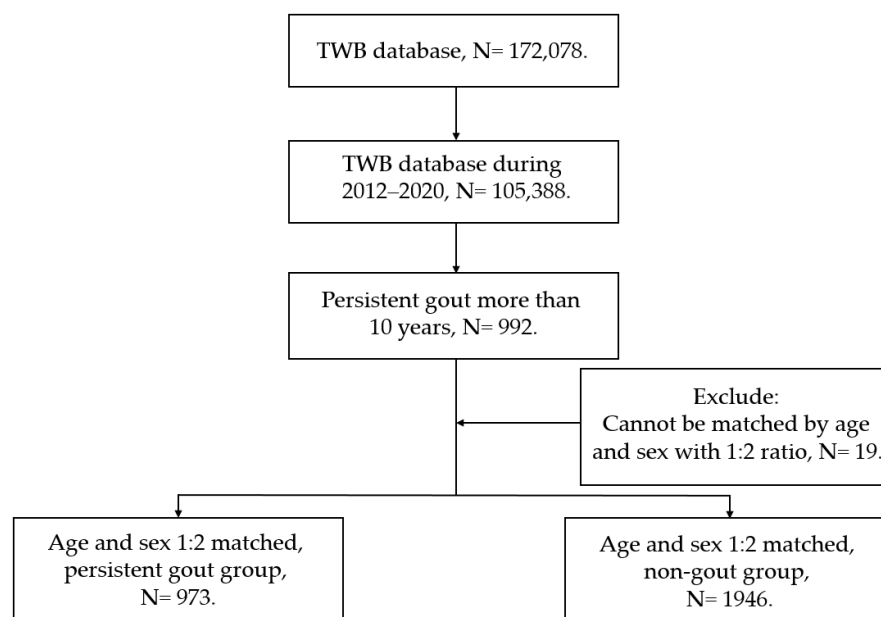 TWB database, N= 172,078.
TWB database during
2012–2020, N= 105,388.
Persistent gout more than
10 years, N= 992.
Exclude:
Cannot be matched by age
and sex with 1:2 ratio, N= 19.
Age and sex 1:2 matched,
persistent gout group,
N= 973.
Age and sex 1:2 matched,
non-gout group,
N= 1946.